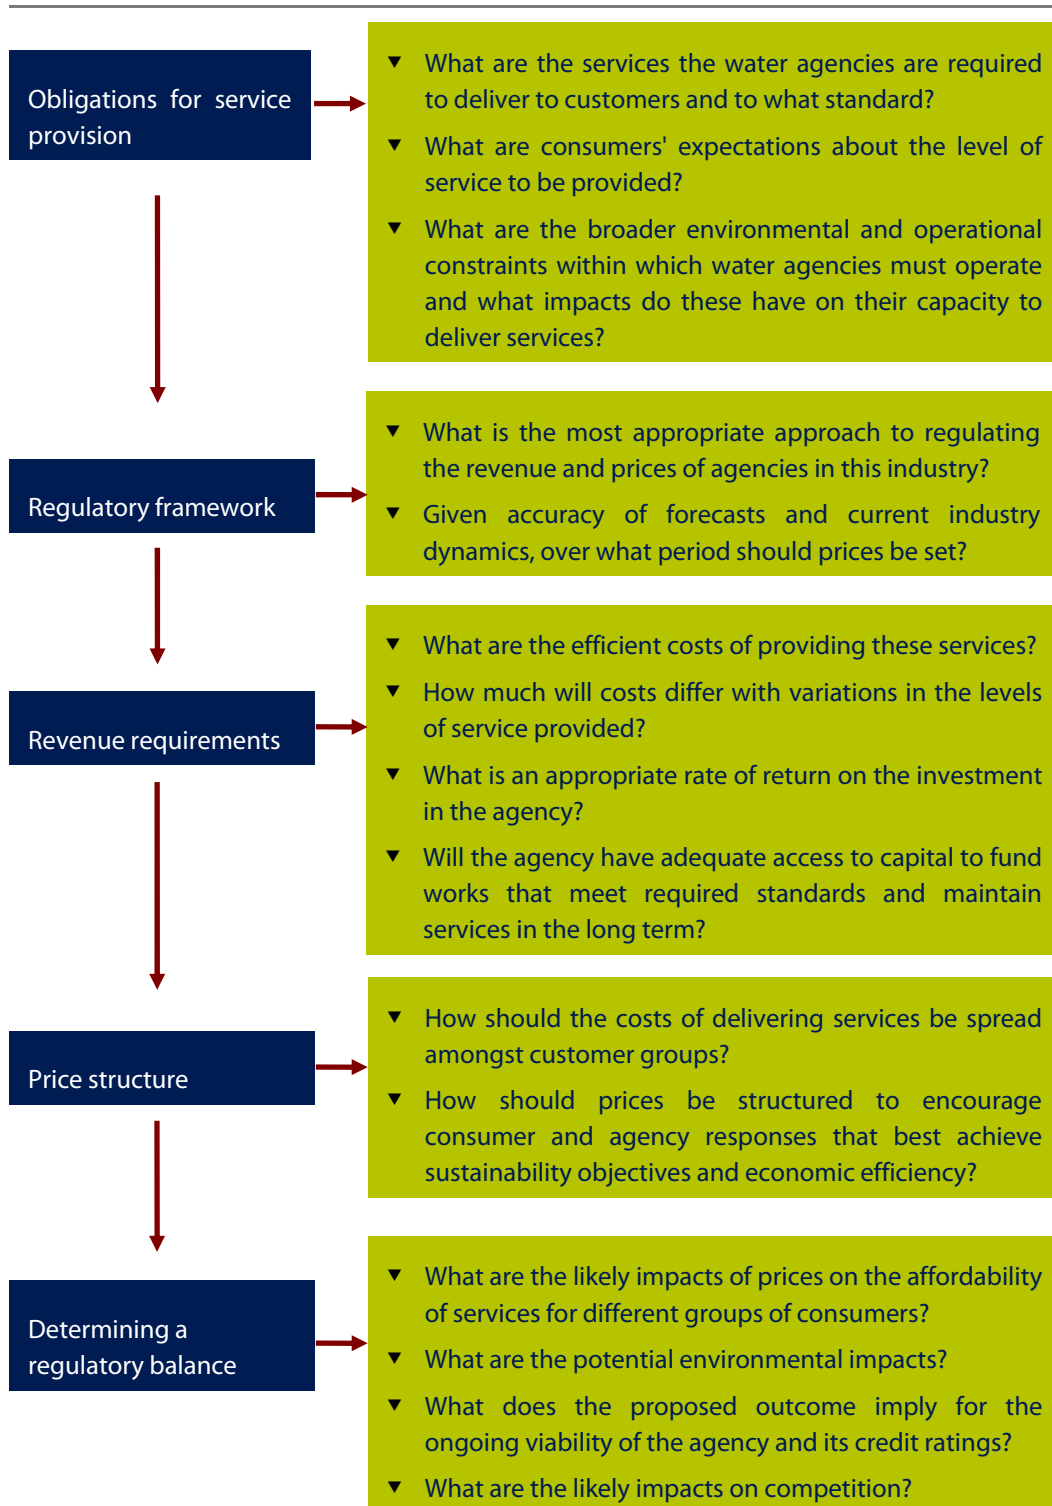 Obligations for service
provision
▼ What are the services the water agencies are required
to deliver to customers and to what standard?
▼ What are consumers' expectations about the level of
service to be provided?
▼ What are the broader environmental and operational
constraints within which water agencies must operate
and what impacts do these have on their capacity to
deliver services?
Regulatory framework
▼ What is the most appropriate approach to regulating
the revenue and prices of agencies in this industry?
▼ Given accuracy of forecasts and current industry
dynamics, over what period should prices be set?
Revenue requirements
▼ What are the efficient costs of providing these services?
▼ How much will costs differ with variations in the levels
of service provided?
▼ What is an appropriate rate of return on the investment
in the agency?
▼ Will the agency have adequate access to capital to fund
works that meet required standards and maintain
services in the long term?
Price structure
▼ How should the costs of delivering services be spread
amongst customer groups?
▼ How should prices be structured to encourage
consumer and agency responses that best achieve
sustainability objectives and economic efficiency?
Determining a
regulatory balance
▼ What are the likely impacts of prices on the affordability
of services for different groups of consumers?
▼ What are the potential environmental impacts?
▼ What does the proposed outcome imply for the
ongoing viability of the agency and its credit ratings?
▼ What are the likely impacts on competition?